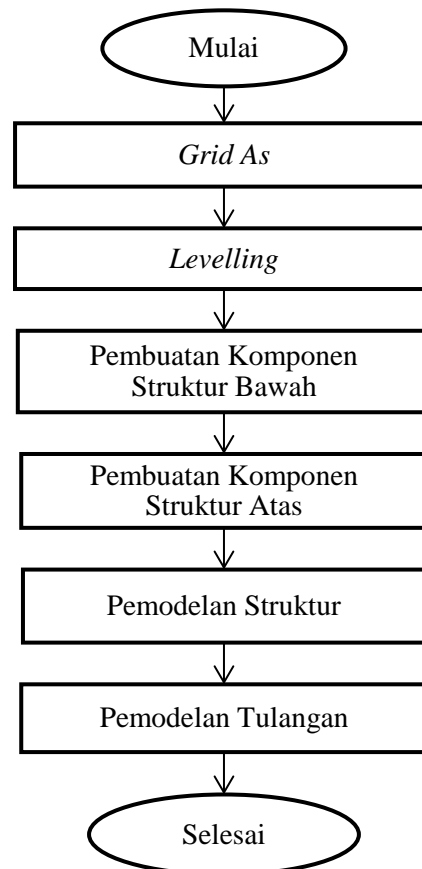 Mulai
Grid As
Levelling
Pembuatan Komponen
Struktur Bawah
Pembuatan Komponen
Struktur Atas
Pemodelan Struktur
Pemodelan Tulangan
Selesai